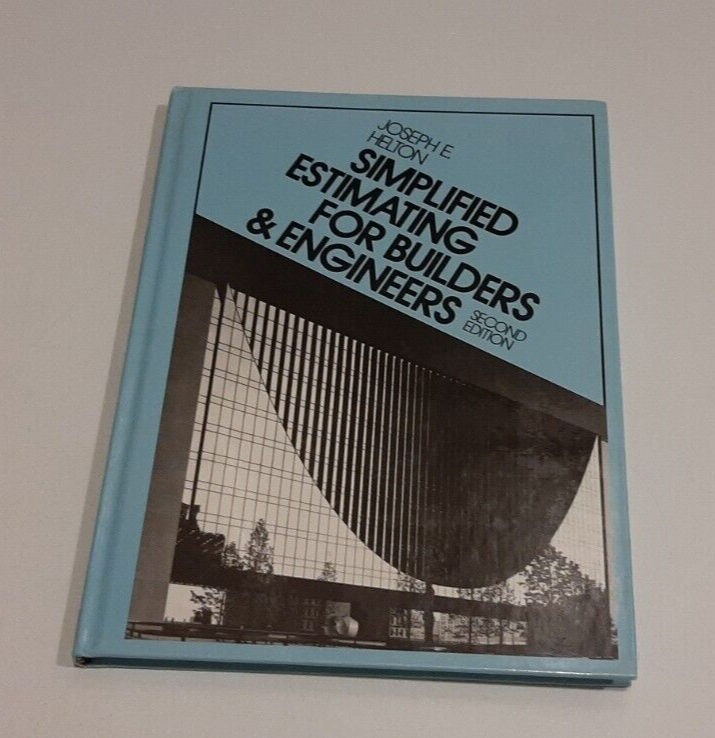 JOSEPH E.
HELTON
SIMPLIFIED
ESTIMATING
FOR BUILDERS
& ENGINEERS
SECOND
EDITION